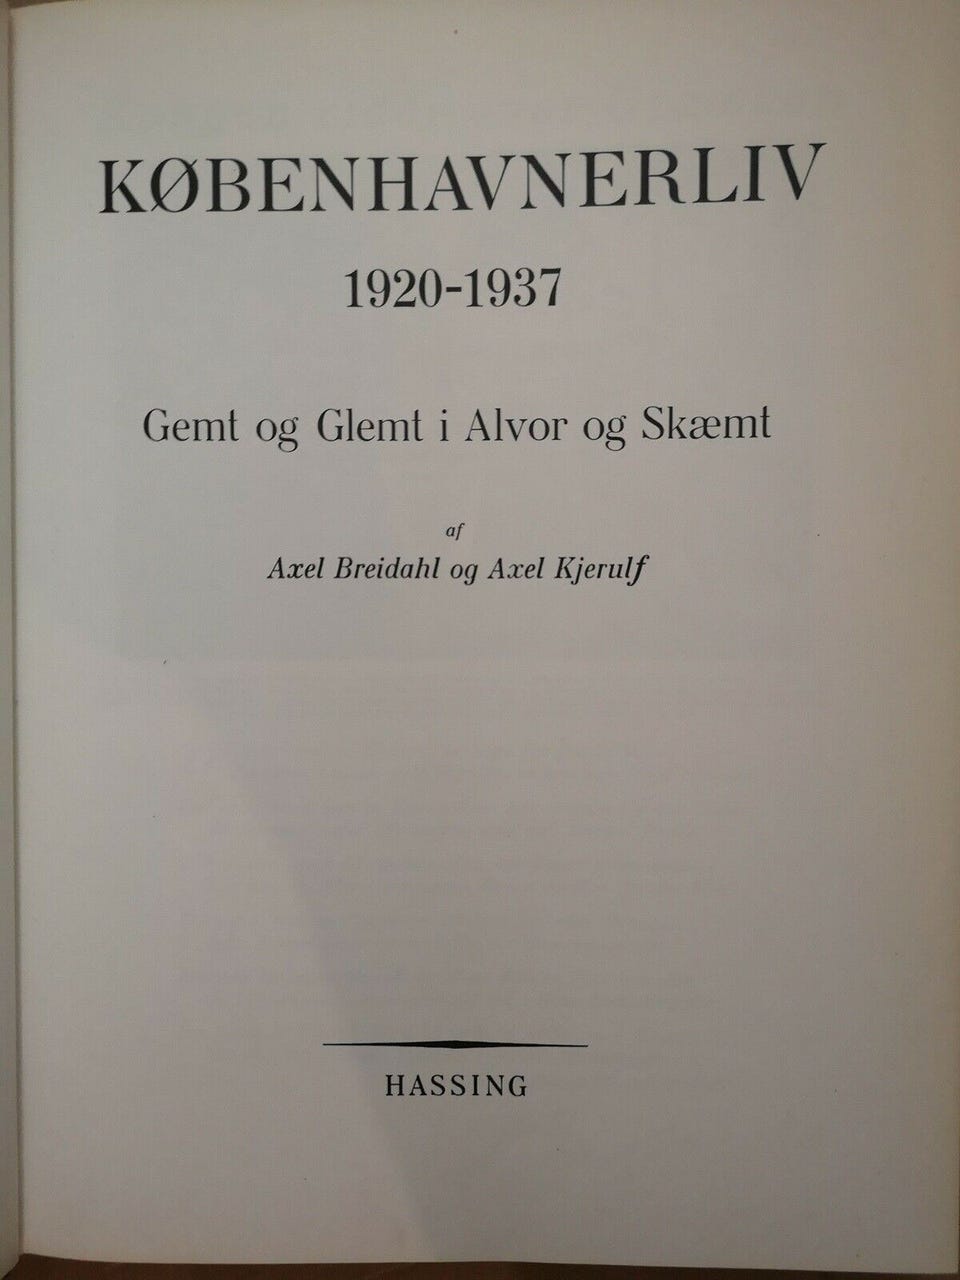 KØBENHAVNERLIV
1920-1937
Gemt og Glemt i Alvor og Skæmt
af
Axel Breidahl og Axel Kjerulf
HASSING